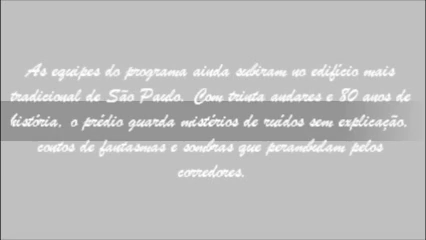 As equipes do programa ainda subiram no edifício mais
tradicional de São Paulo. Com trinta andares e 80 anos de
história, o prédio guarda mistérios de ruídos sem explicação,
contos de fantasmas e sombras que perambulam pelos
corredores.